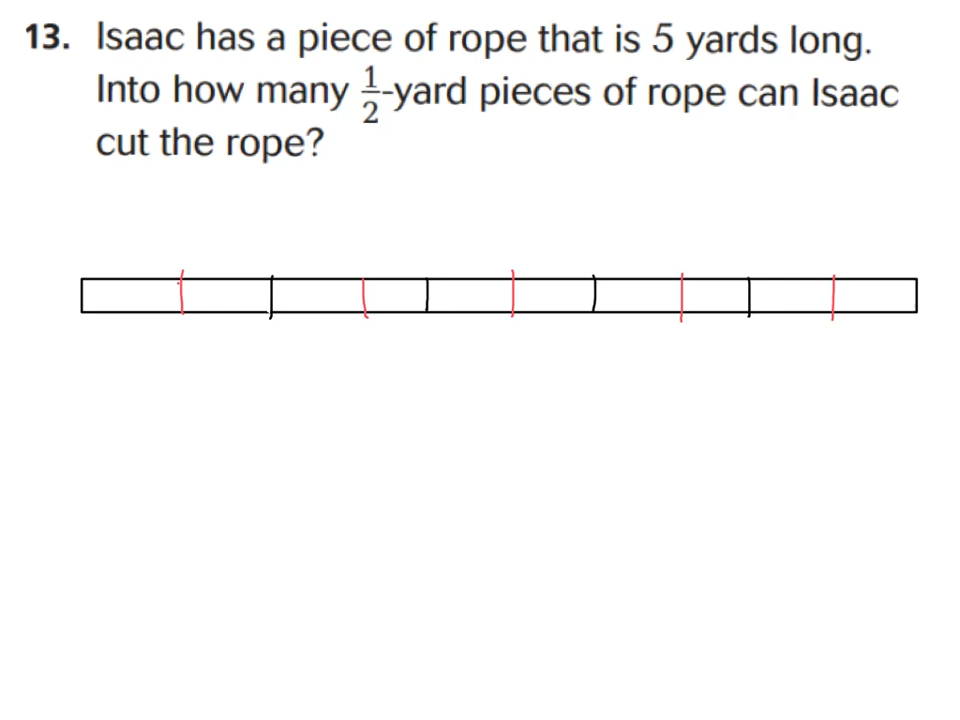 13. Isaac has a piece of rope that is 5 yards long.
Into how many 1/2-yard pieces of rope can Isaac
cut the rope?